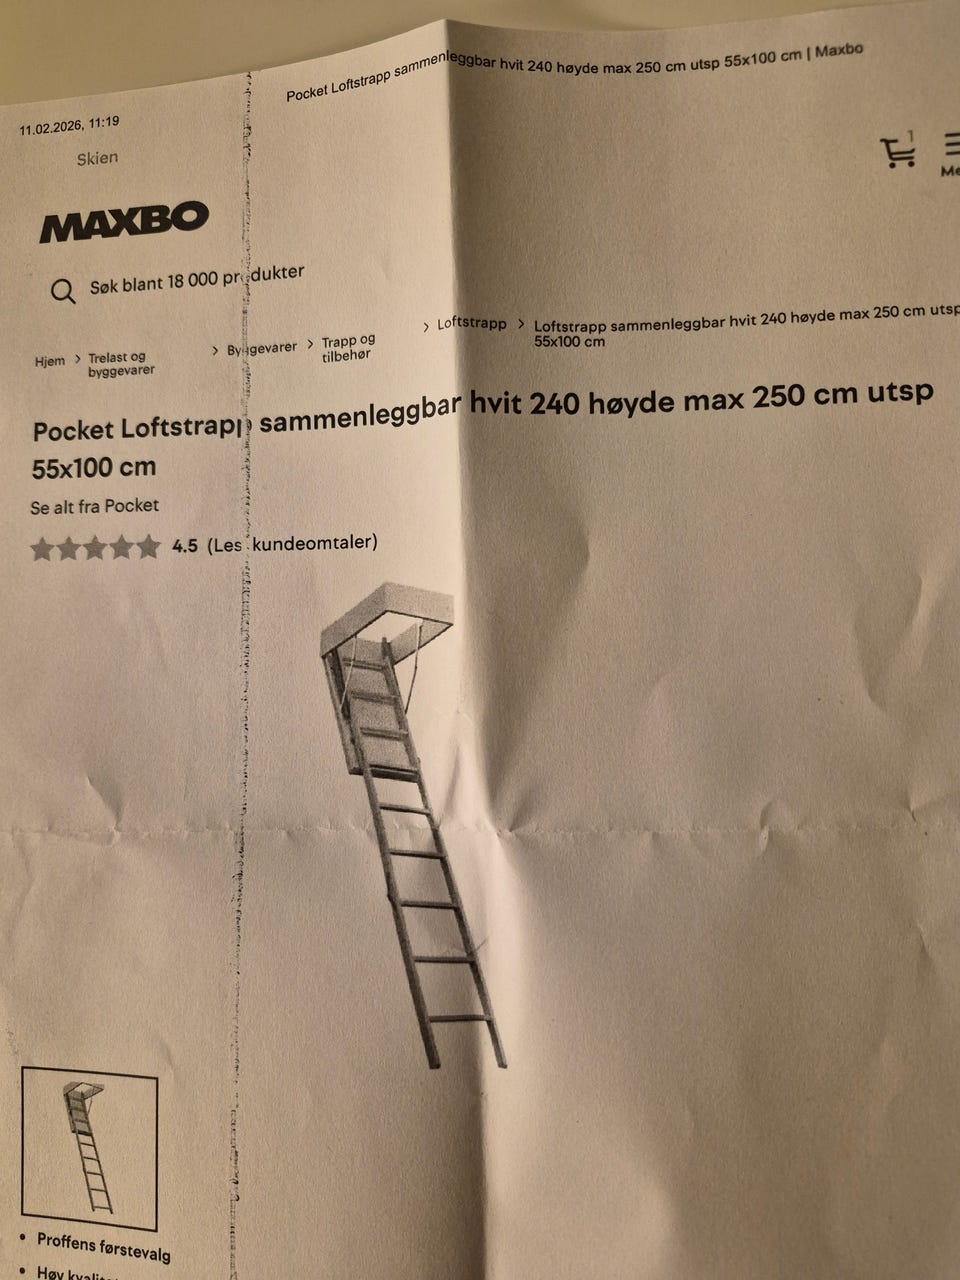 Pocket Loftstrapp sammenleggbar hvit 240 høyde max 250 cm utsp 55x100 cm | Maxbo
11.02.2026, 11:19
Skien
1
MAXBO
Søk blant 18 000 produkter
Hjem > Trelast og byggevarer > Byggevarer > Trapp og tilbehør > Loftstrapp > Loftstrapp sammenleggbar hvit 240 høyde max 250 cm utsp 55x100 cm
Pocket Loftstrapp sammenleggbar hvit 240 høyde max 250 cm utsp
55x100 cm
Se alt fra Pocket
4.5 (Les kundeomtaler)
• Proffens førstevalg
• Høy